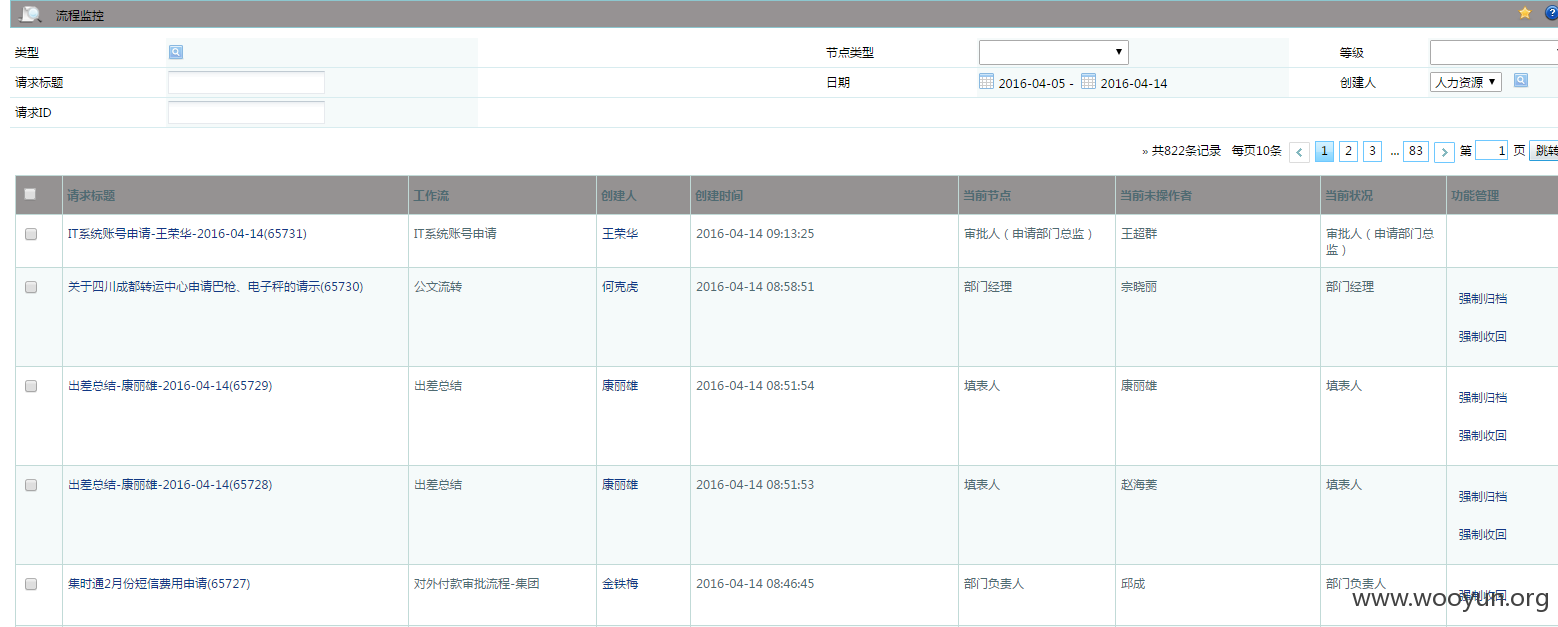 流程监控
类型 节点类型 等级
请求标题 日期 2016-04-05 - 2016-04-14 创建人 人力资源
请求ID
» 共822条记录 每页10条 < 1 2 3 ... 83 > 第 1 页 跳转
请求标题 工作流 创建人 创建时间 当前节点 当前未操作者 当前状况 功能管理
IT系统账号申请-王荣华-2016-04-14(65731) IT系统账号申请 王荣华 2016-04-14 09:13:25 审批人（申请部门总监） 王超群 审批人（申请部门总
监）
关于四川成都转运中心申请巴枪、电子秤的请示(65730) 公文流转 何克虎 2016-04-14 08:58:51 部门经理 宗晓丽 部门经理
强制归档
强制收回
出差总结-康丽雄-2016-04-14(65729) 出差总结 康丽雄 2016-04-14 08:51:54 填表人 康丽雄 填表人
强制归档
强制收回
出差总结-康丽雄-2016-04-14(65728) 出差总结 康丽雄 2016-04-14 08:51:53 填表人 赵海菱 填表人
强制归档
强制收回
集时通2月份短信费用申请(65727) 对外付款审批流程-集团 金铁梅 2016-04-14 08:46:45 部门负责人 邱成 部门负责人
强制收回
www.wooyun.org